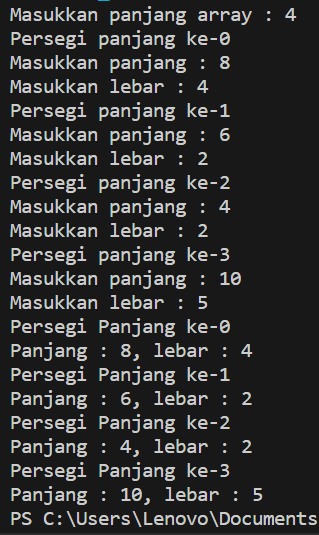 Masukkan panjang array : 4
Persegi panjang ke-0
Masukkan panjang : 8
Masukkan lebar : 4
Persegi panjang ke-1
Masukkan panjang : 6
Masukkan lebar : 2
Persegi panjang ke-2
Masukkan panjang : 4
Masukkan lebar : 2
Persegi panjang ke-3
Masukkan panjang : 10
Masukkan lebar : 5
Persegi Panjang ke-0
Panjang : 8, lebar : 4
Persegi Panjang ke-1
Panjang : 6, lebar : 2
Persegi Panjang ke-2
Panjang : 4, lebar : 2
Persegi Panjang ke-3
Panjang : 10, lebar : 5
PS C:\Users\Lenovo\Documents